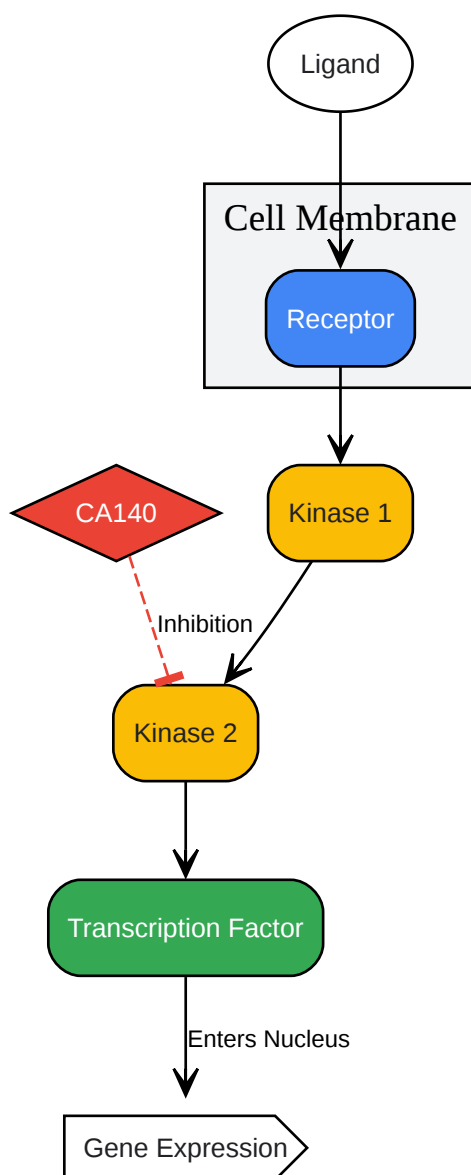 Ligand
Cell Membrane
Receptor
Kinase 1
CA140
Inhibition
Kinase 2
Transcription Factor
Enters Nucleus
Gene Expression